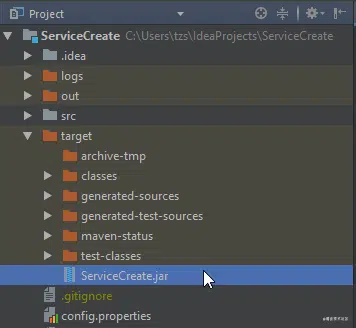 Project
ServiceCreate C:\Users\tzs\IdeaProjects\ServiceCreate
.idea
logs
out
src
target
archive-tmp
classes
generated-sources
generated-test-sources
maven-status
test-classes
ServiceCreate.jar
.gitignore
config.properties